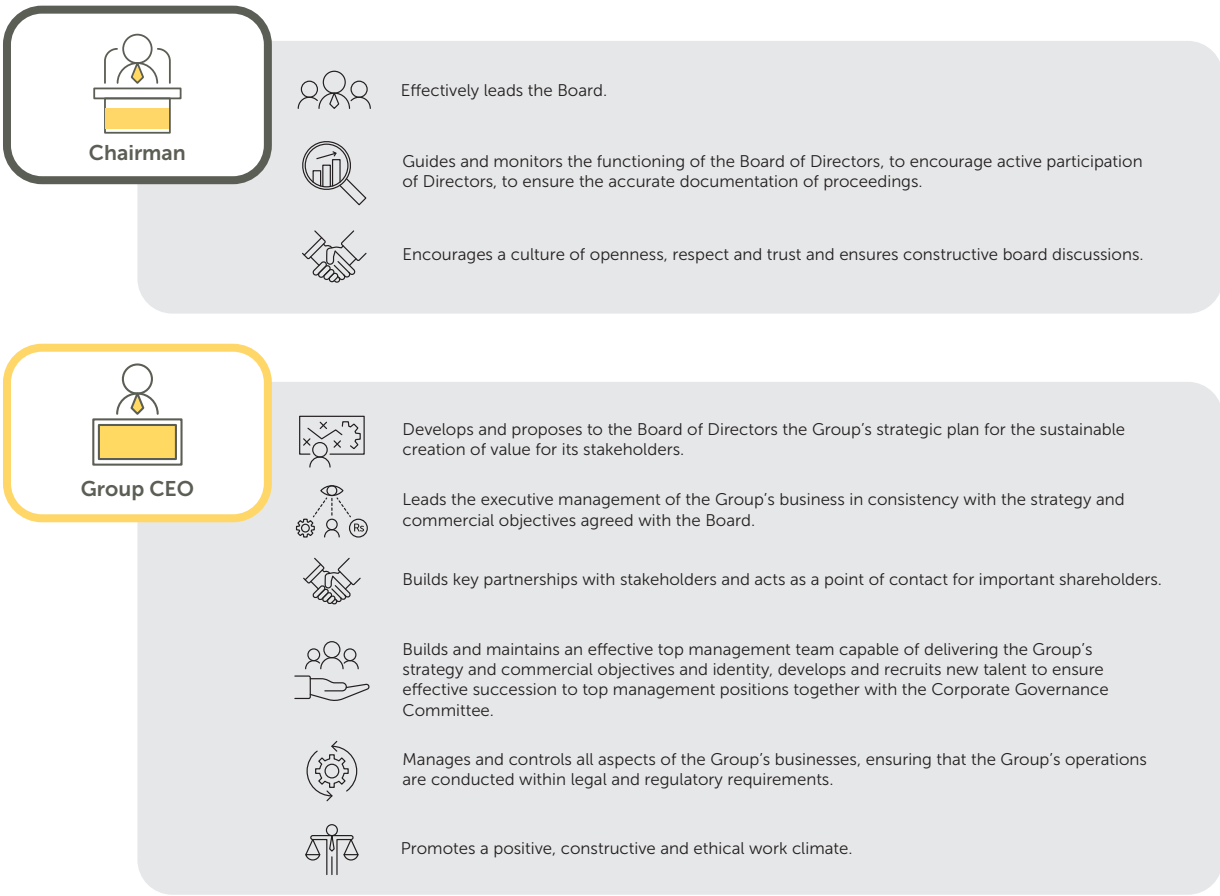 Chairman
Effectively leads the Board.
Guides and monitors the functioning of the Board of Directors, to encourage active participation
of Directors, to ensure the accurate documentation of proceedings.
Encourages a culture of openness, respect and trust and ensures constructive board discussions.
Group CEO
Develops and proposes to the Board of Directors the Group's strategic plan for the sustainable
creation of value for its stakeholders.
Leads the executive management of the Group's business in consistency with the strategy and
commercial objectives agreed with the Board.
Rs
Builds key partnerships with stakeholders and acts as a point of contact for important shareholders.
Builds and maintains an effective top management team capable of delivering the Group's
strategy and commercial objectives and identity, develops and recruits new talent to ensure
effective succession to top management positions together with the Corporate Governance
Committee.
Manages and controls all aspects of the Group's businesses, ensuring that the Group's operations
are conducted within legal and regulatory requirements.
Promotes a positive, constructive and ethical work climate.